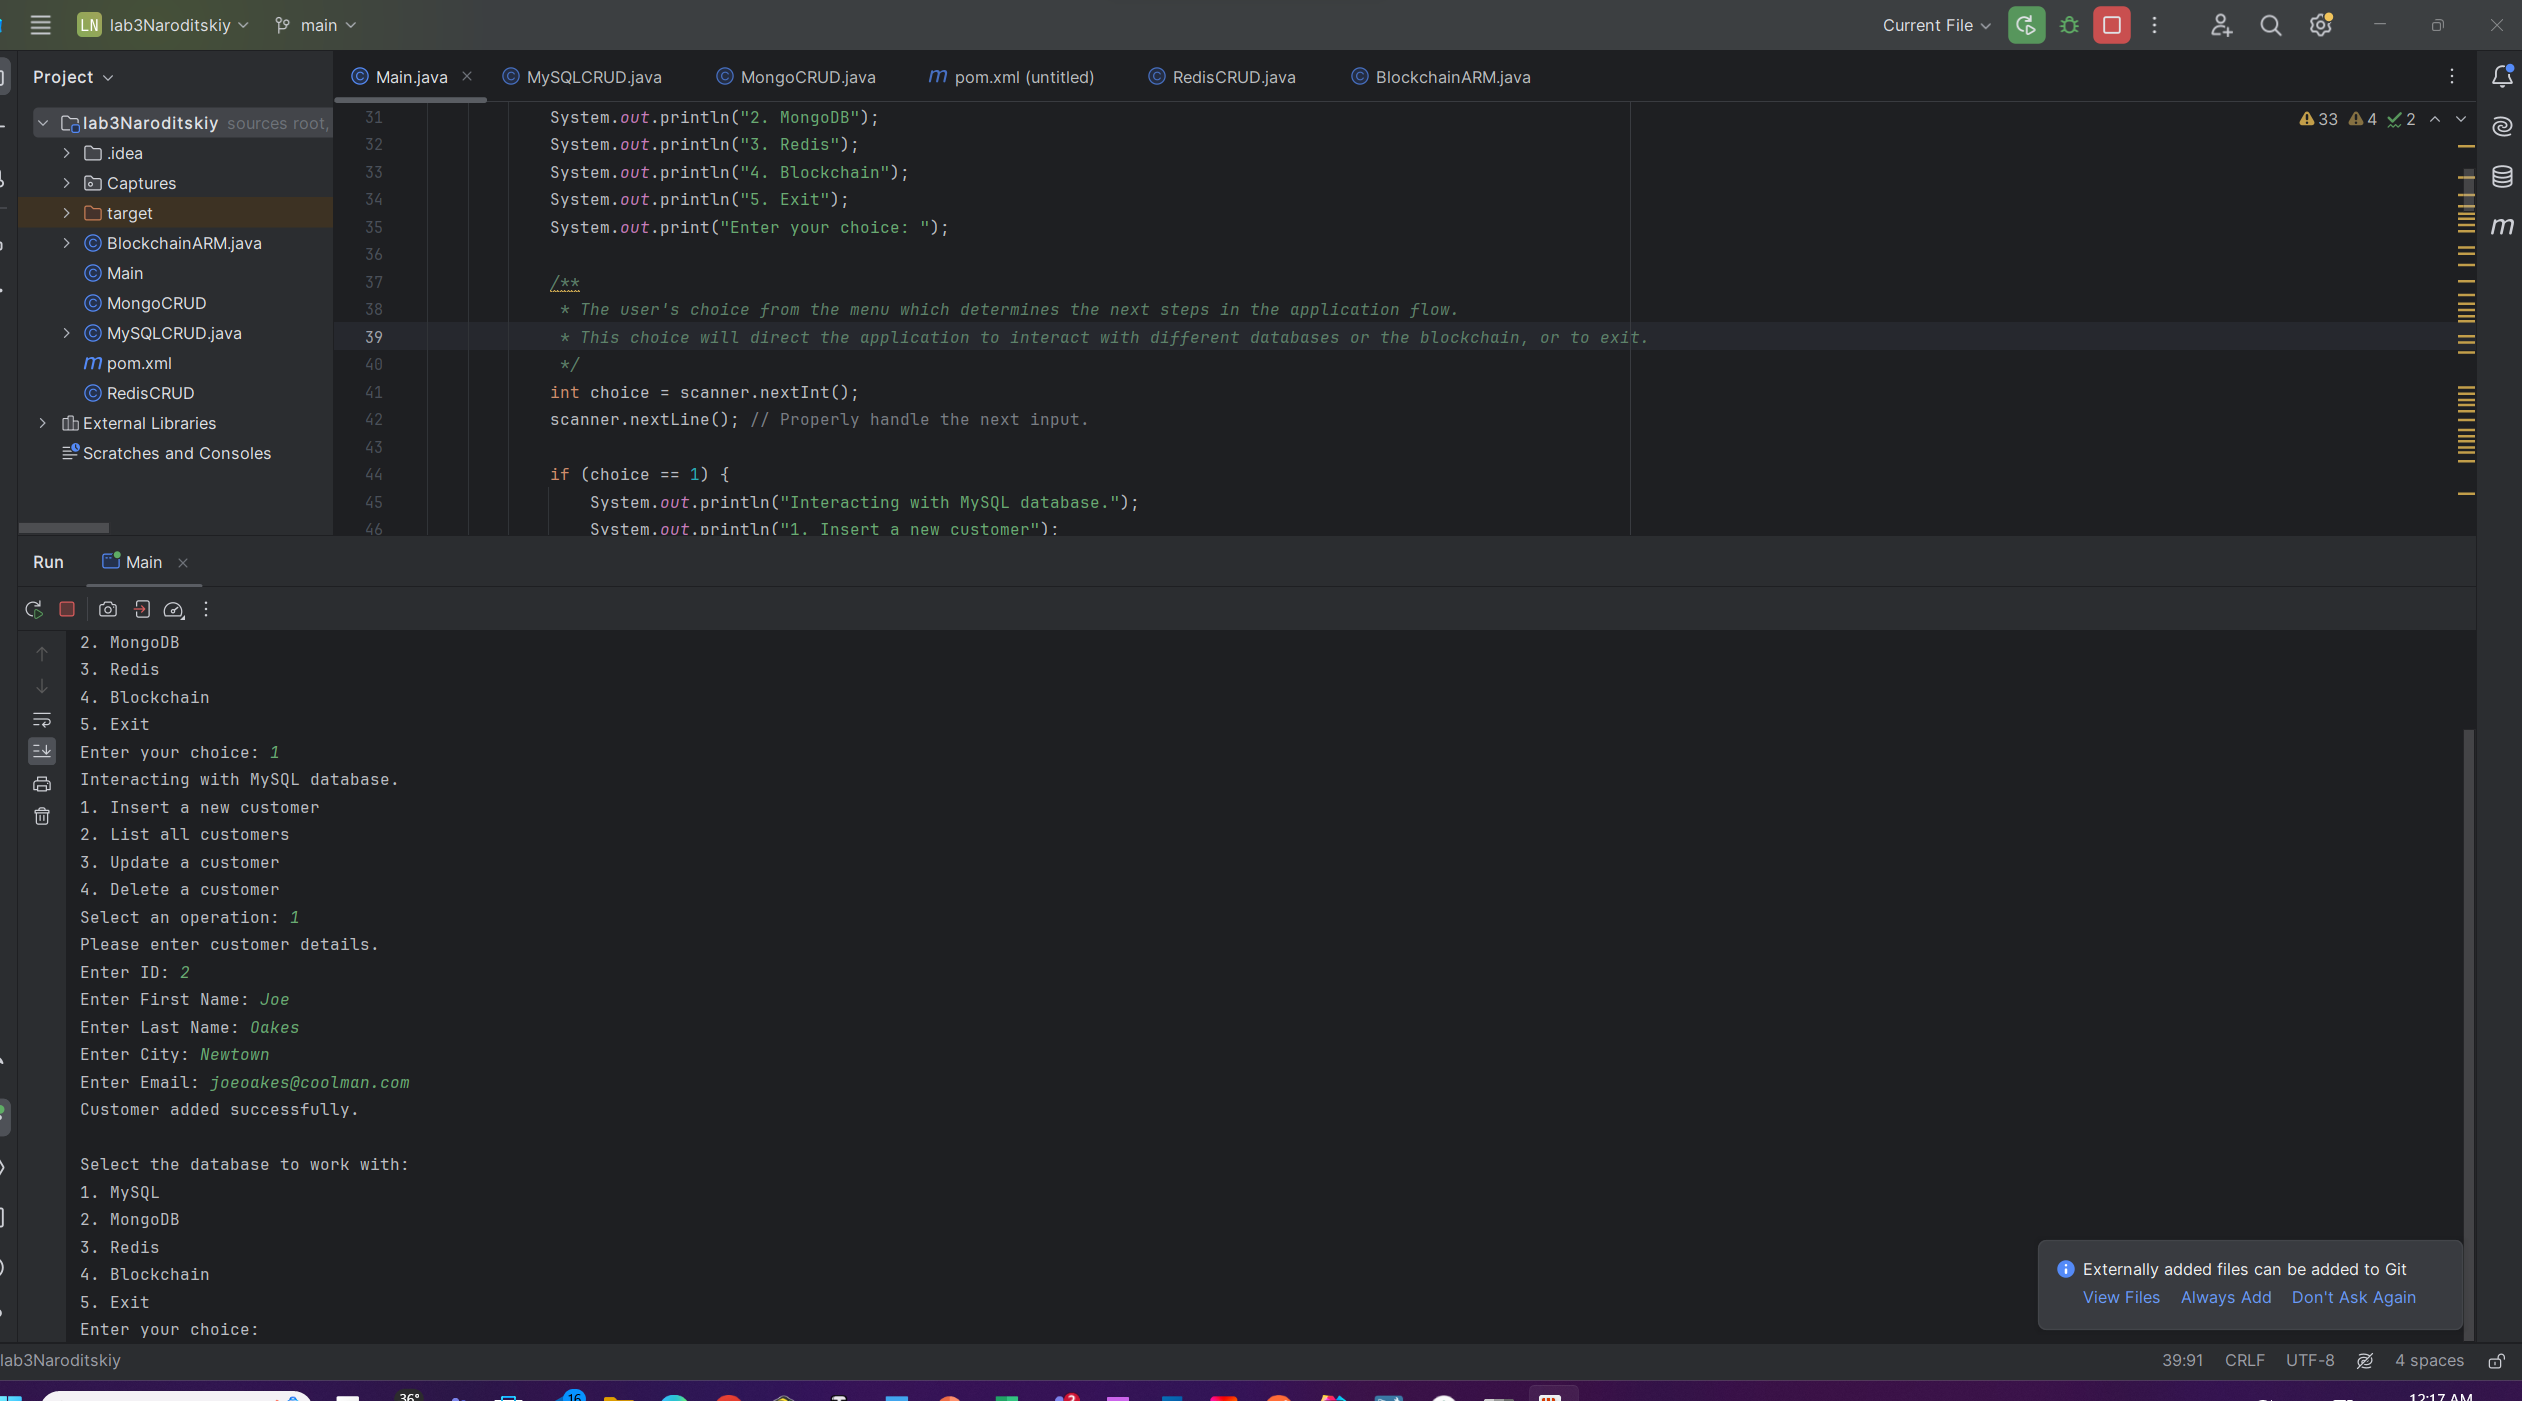 LN lab3Naroditskiy main Current File
Project
Main.java MySQLCRUD.java MongoCRUD.java pom.xml (untitled) RedisCRUD.java BlockchainARM.java
lab3Naroditskiy sources root,
.idea
Captures
target
BlockchainARM.java
Main
MongoCRUD
MySQLCRUD.java
pom.xml
RedisCRUD
External Libraries
Scratches and Consoles
33 4 2
31 System.out.println("2. MongoDB");
32 System.out.println("3. Redis");
33 System.out.println("4. Blockchain");
34 System.out.println("5. Exit");
35 System.out.print("Enter your choice: ");
36
37 /**
38 * The user's choice from the menu which determines the next steps in the application flow.
39 * This choice will direct the application to interact with different databases or the blockchain, or to exit.
40 */
41 int choice = scanner.nextInt();
42 scanner.nextLine(); // Properly handle the next input.
43
44 if (choice == 1) {
45 System.out.println("Interacting with MySQL database.");
46 System.out.println("1. Insert a new customer");
Run Main
2. MongoDB
3. Redis
4. Blockchain
5. Exit
Enter your choice: 1
Interacting with MySQL database.
1. Insert a new customer
2. List all customers
3. Update a customer
4. Delete a customer
Select an operation: 1
Please enter customer details.
Enter ID: 2
Enter First Name: Joe
Enter Last Name: Oakes
Enter City: Newtown
Enter Email: joeoakes@coolman.com
Customer added successfully.
Select the database to work with:
1. MySQL
2. MongoDB
3. Redis
4. Blockchain
5. Exit
Enter your choice:
Externally added files can be added to Git
View Files Always Add Don't Ask Again
lab3Naroditskiy 39:91 CRLF UTF-8 4 spaces
36° 16 2 12:17 AM